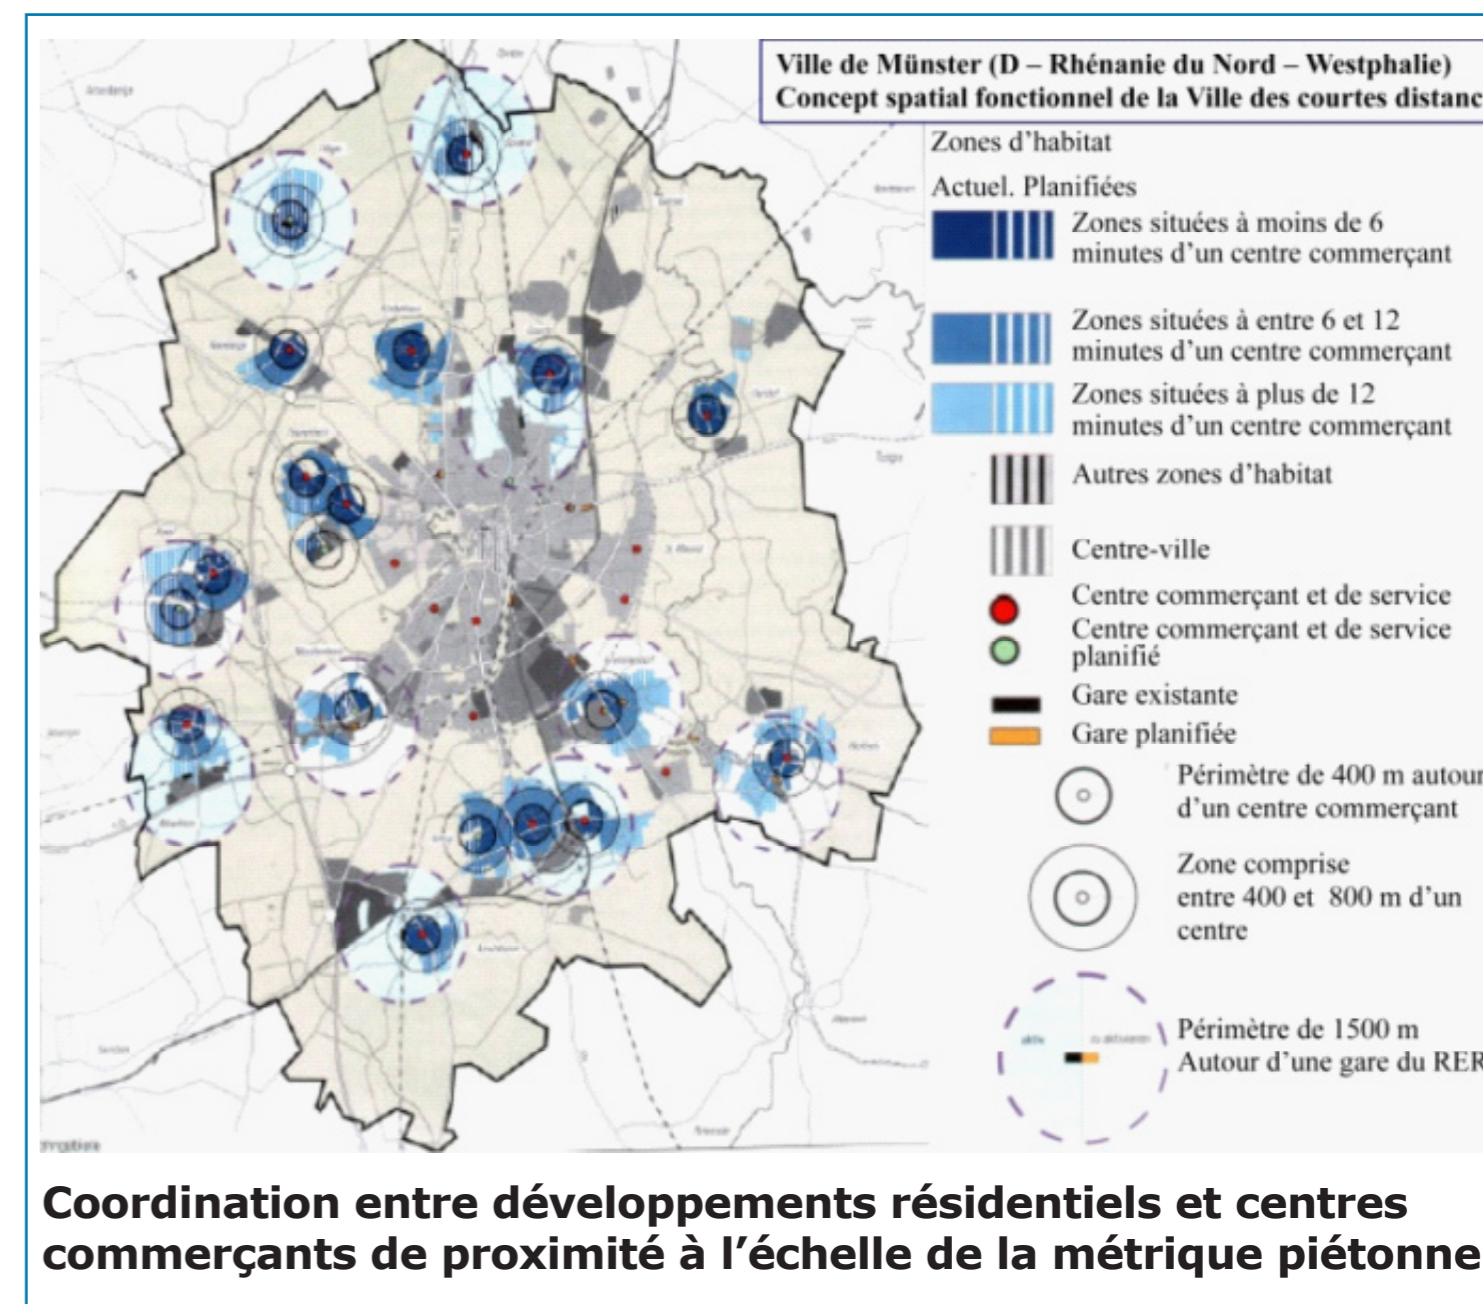 Ville de Münster (D – Rhénanie du Nord – Westphalie)
Concept spatial fonctionnel de la Ville des courtes
Zones d’habitat
Actuel. Planifiées
Zones situées à moins de 6
minutes d’un centre commerçant
Zones situées à entre 6 et 12
minutes d’un centre commerçant
Zones situées à plus de 12
minutes d’un centre commerçant
Autres zones d’habitat
Centre-ville
Centre commerçant et de service
Centre commerçant et de service
planifié
Gare existante
Gare planifiée
Périmètre de 400 m autour
d’un centre commerçant
Zone comprise
entre 400 et 800 m d’un
centre
aktiv
zu aktivieren
Périmètre de 1500 m
Autour d’une gare du RER
Coordination entre développements résidentiels et centres
commerçants de proximité à l’échelle de la métrique piétonne